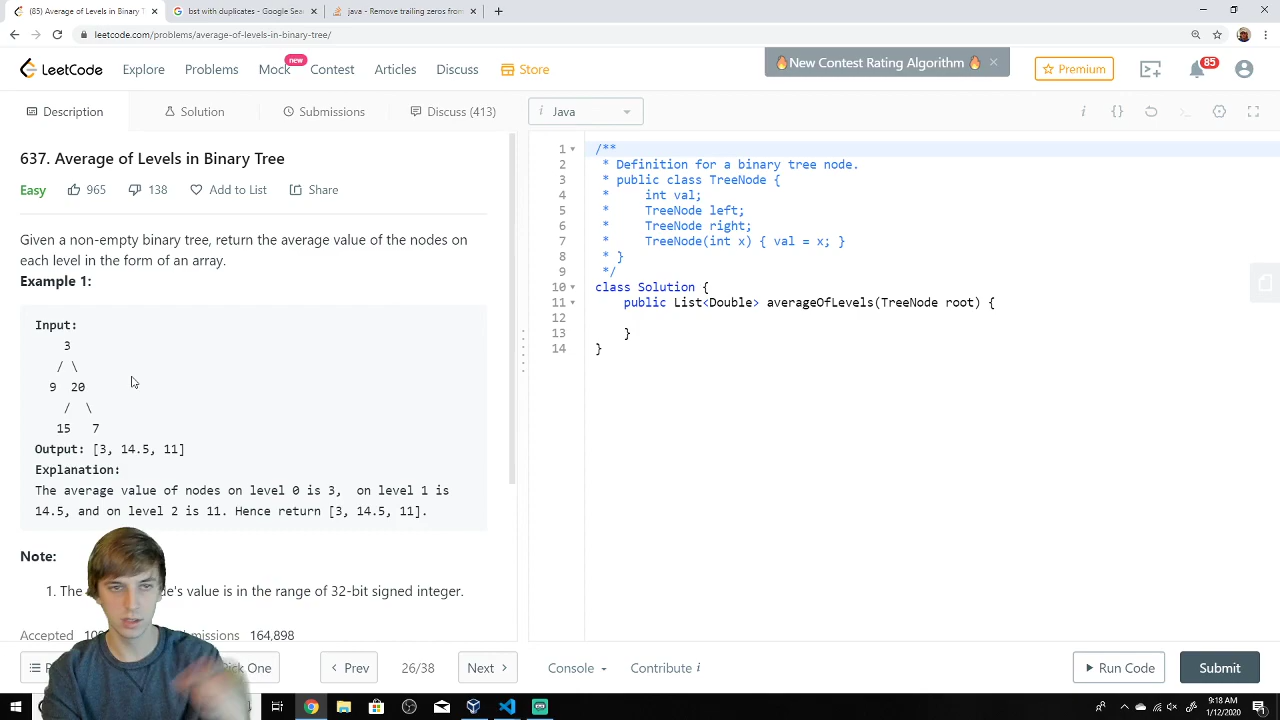 (85) Average of Levels in Binary T
bst with duplicates - Google Sear
java - Remove trailing zeros from
leetcode.com/problems/average-of-levels-in-binary-tree/
LeetCode
Explore
Problems
Mock
new
Contest
Articles
Discuss
Store
🔥New Contest Rating Algorithm 🔥
Premium
85
Description
Solution
Submissions
Discuss (413)
i Java
i {}
637. Average of Levels in Binary Tree
Easy
965
138
Add to List
Share
Given a non-empty binary tree, return the average value of the nodes on
each level in the form of an array.
Example 1:
Input:
3
/ \
9 20
/ \
15 7
Output: [3, 14.5, 11]
Explanation:
The average value of nodes on level 0 is 3, on level 1 is
14.5, and on level 2 is 11. Hence return [3, 14.5, 11].
Note:
1. The 's value is in the range of 32-bit signed integer.
Accepted
164,898
1 /**
2 * Definition for a binary tree node.
3 * public class TreeNode {
4 * int val;
5 * TreeNode left;
6 * TreeNode right;
7 * TreeNode(int x) { val = x; }
8 * }
9 */
10 class Solution {
11 public List<Double> averageOfLevels(TreeNode root) {
12
13 }
14 }
One
Prev
26/38
Next
Console
Contribute i
Run Code
Submit
9:18 AM
1/12/2020